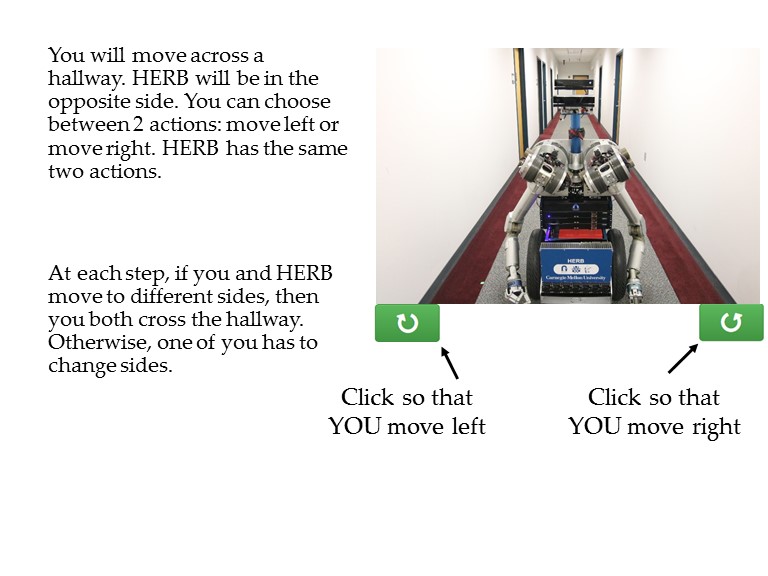 You will move across a
hallway. HERB will be in the
opposite side. You can choose
between 2 actions: move left or
move right. HERB has the same
two actions.
At each step, if you and HERB
move to different sides, then
you both cross the hallway.
Otherwise, one of you has to
change sides.
HERB
Carnegie Mellon University
Click so that
YOU move left
Click so that
YOU move right